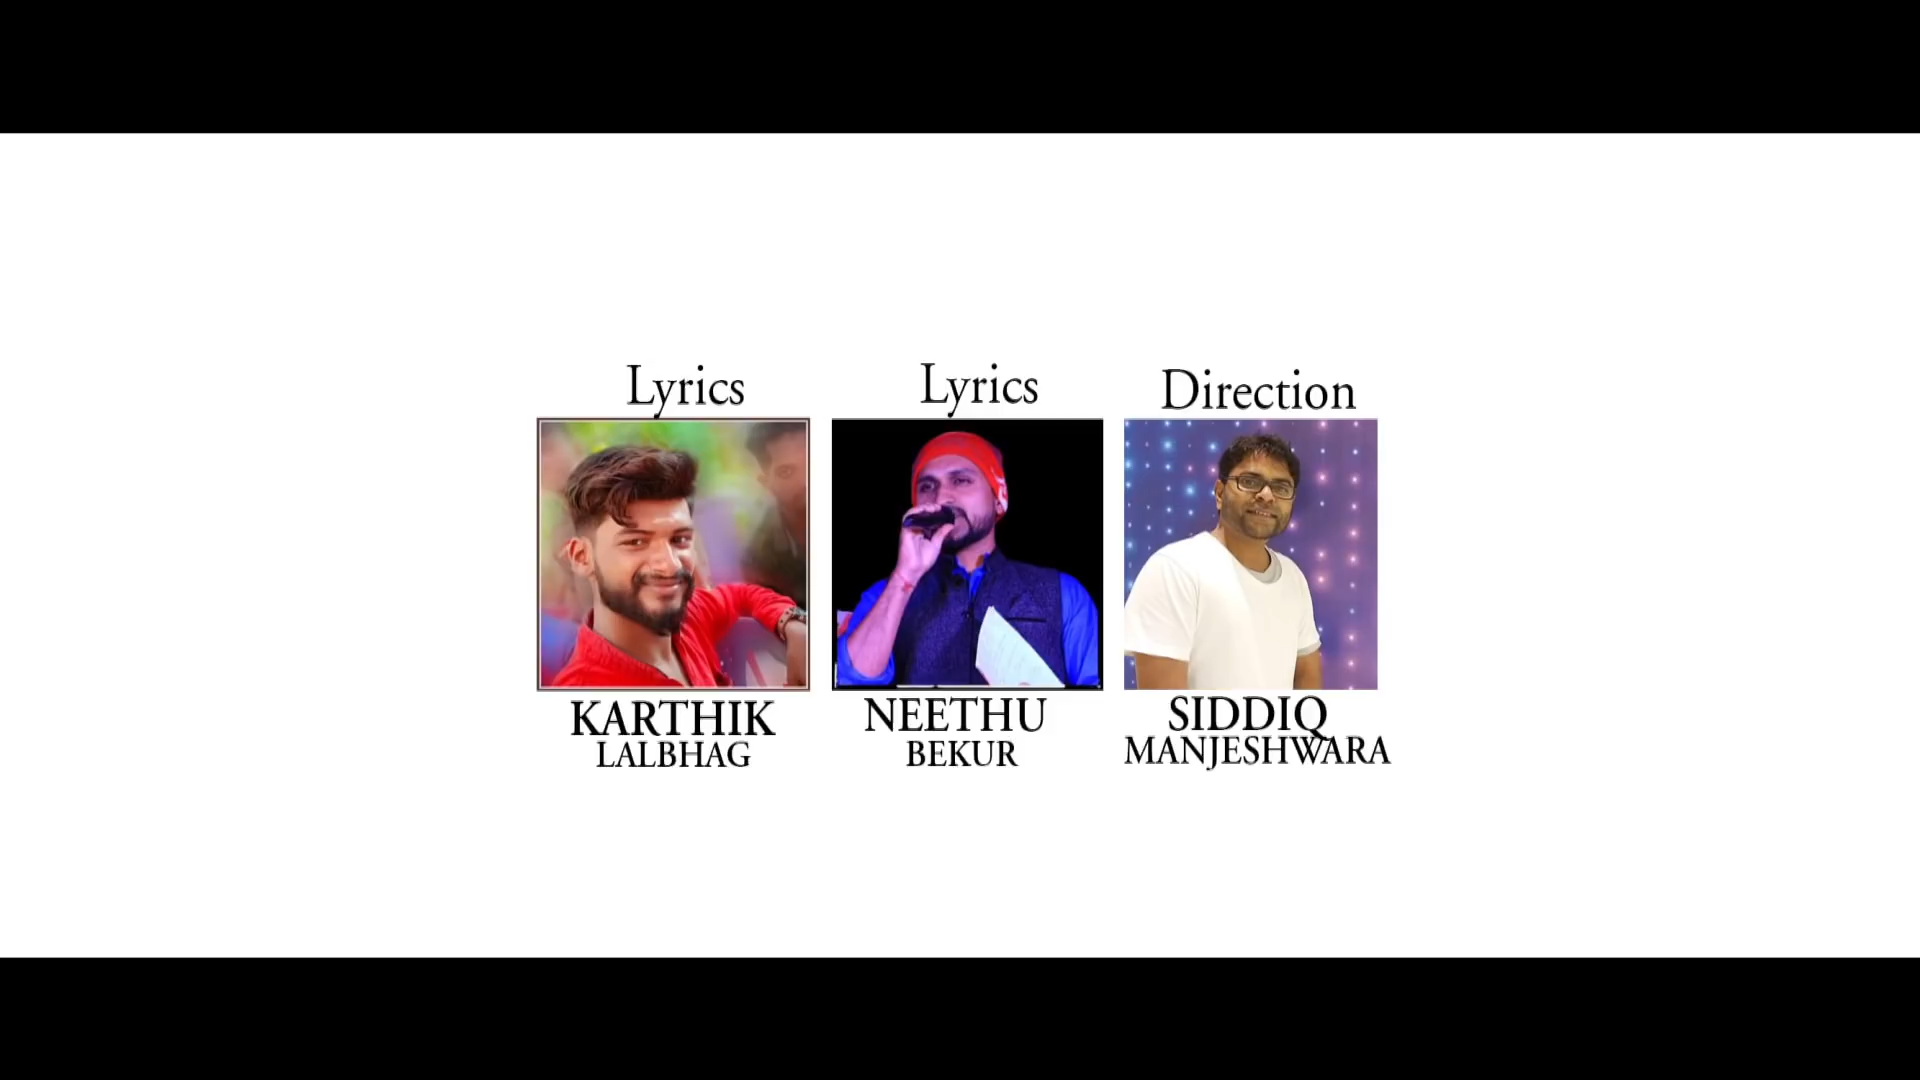 Lyrics
KARTHIK
LALBHAG
Lyrics
NEETHU
BEKUR
Direction
SIDDIQ
MANJESHWARA